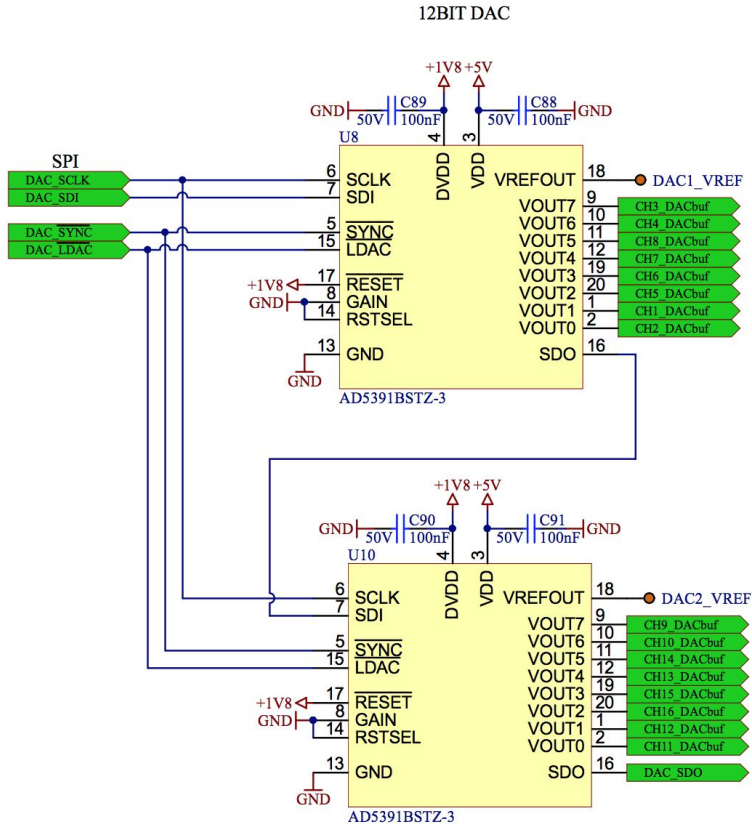 12BIT DAC
+1V8 +5V
GND C89 C88 GND
50V 100nF 50V 100nF
U8
4 3
DVDD VDD
SPI
DAC_SCLK 6 SCLK VREFOUT 18 DAC1_VREF
DAC_SDI 7 SDI
VOUT7 9 CH3_DACbuf
VOUT6 10 CH4_DACbuf
DAC_SYNC 5 SYNC VOUT5 11 CH8_DACbuf
DAC_LDAC 15 LDAC VOUT4 12 CH7_DACbuf
VOUT3 19 CH6_DACbuf
+1V8 17 RESET VOUT2 20 CH5_DACbuf
GND 8 GAIN VOUT1 1 CH1_DACbuf
14 RSTSEL VOUT0 2 CH2_DACbuf
13 GND SDO 16
GND
AD5391BSTZ-3
+1V8 +5V
GND C90 C91 GND
50V 100nF 50V 100nF
U10
4 3
DVDD VDD
6 SCLK VREFOUT 18 DAC2_VREF
7 SDI
VOUT7 9 CH9_DACbuf
VOUT6 10 CH10_DACbuf
5 SYNC VOUT5 11 CH14_DACbuf
15 LDAC VOUT4 12 CH13_DACbuf
VOUT3 19 CH15_DACbuf
+1V8 17 RESET VOUT2 20 CH16_DACbuf
GND 8 GAIN VOUT1 1 CH12_DACbuf
14 RSTSEL VOUT0 2 CH11_DACbuf
13 GND SDO 16 DAC_SDO
GND
AD5391BSTZ-3